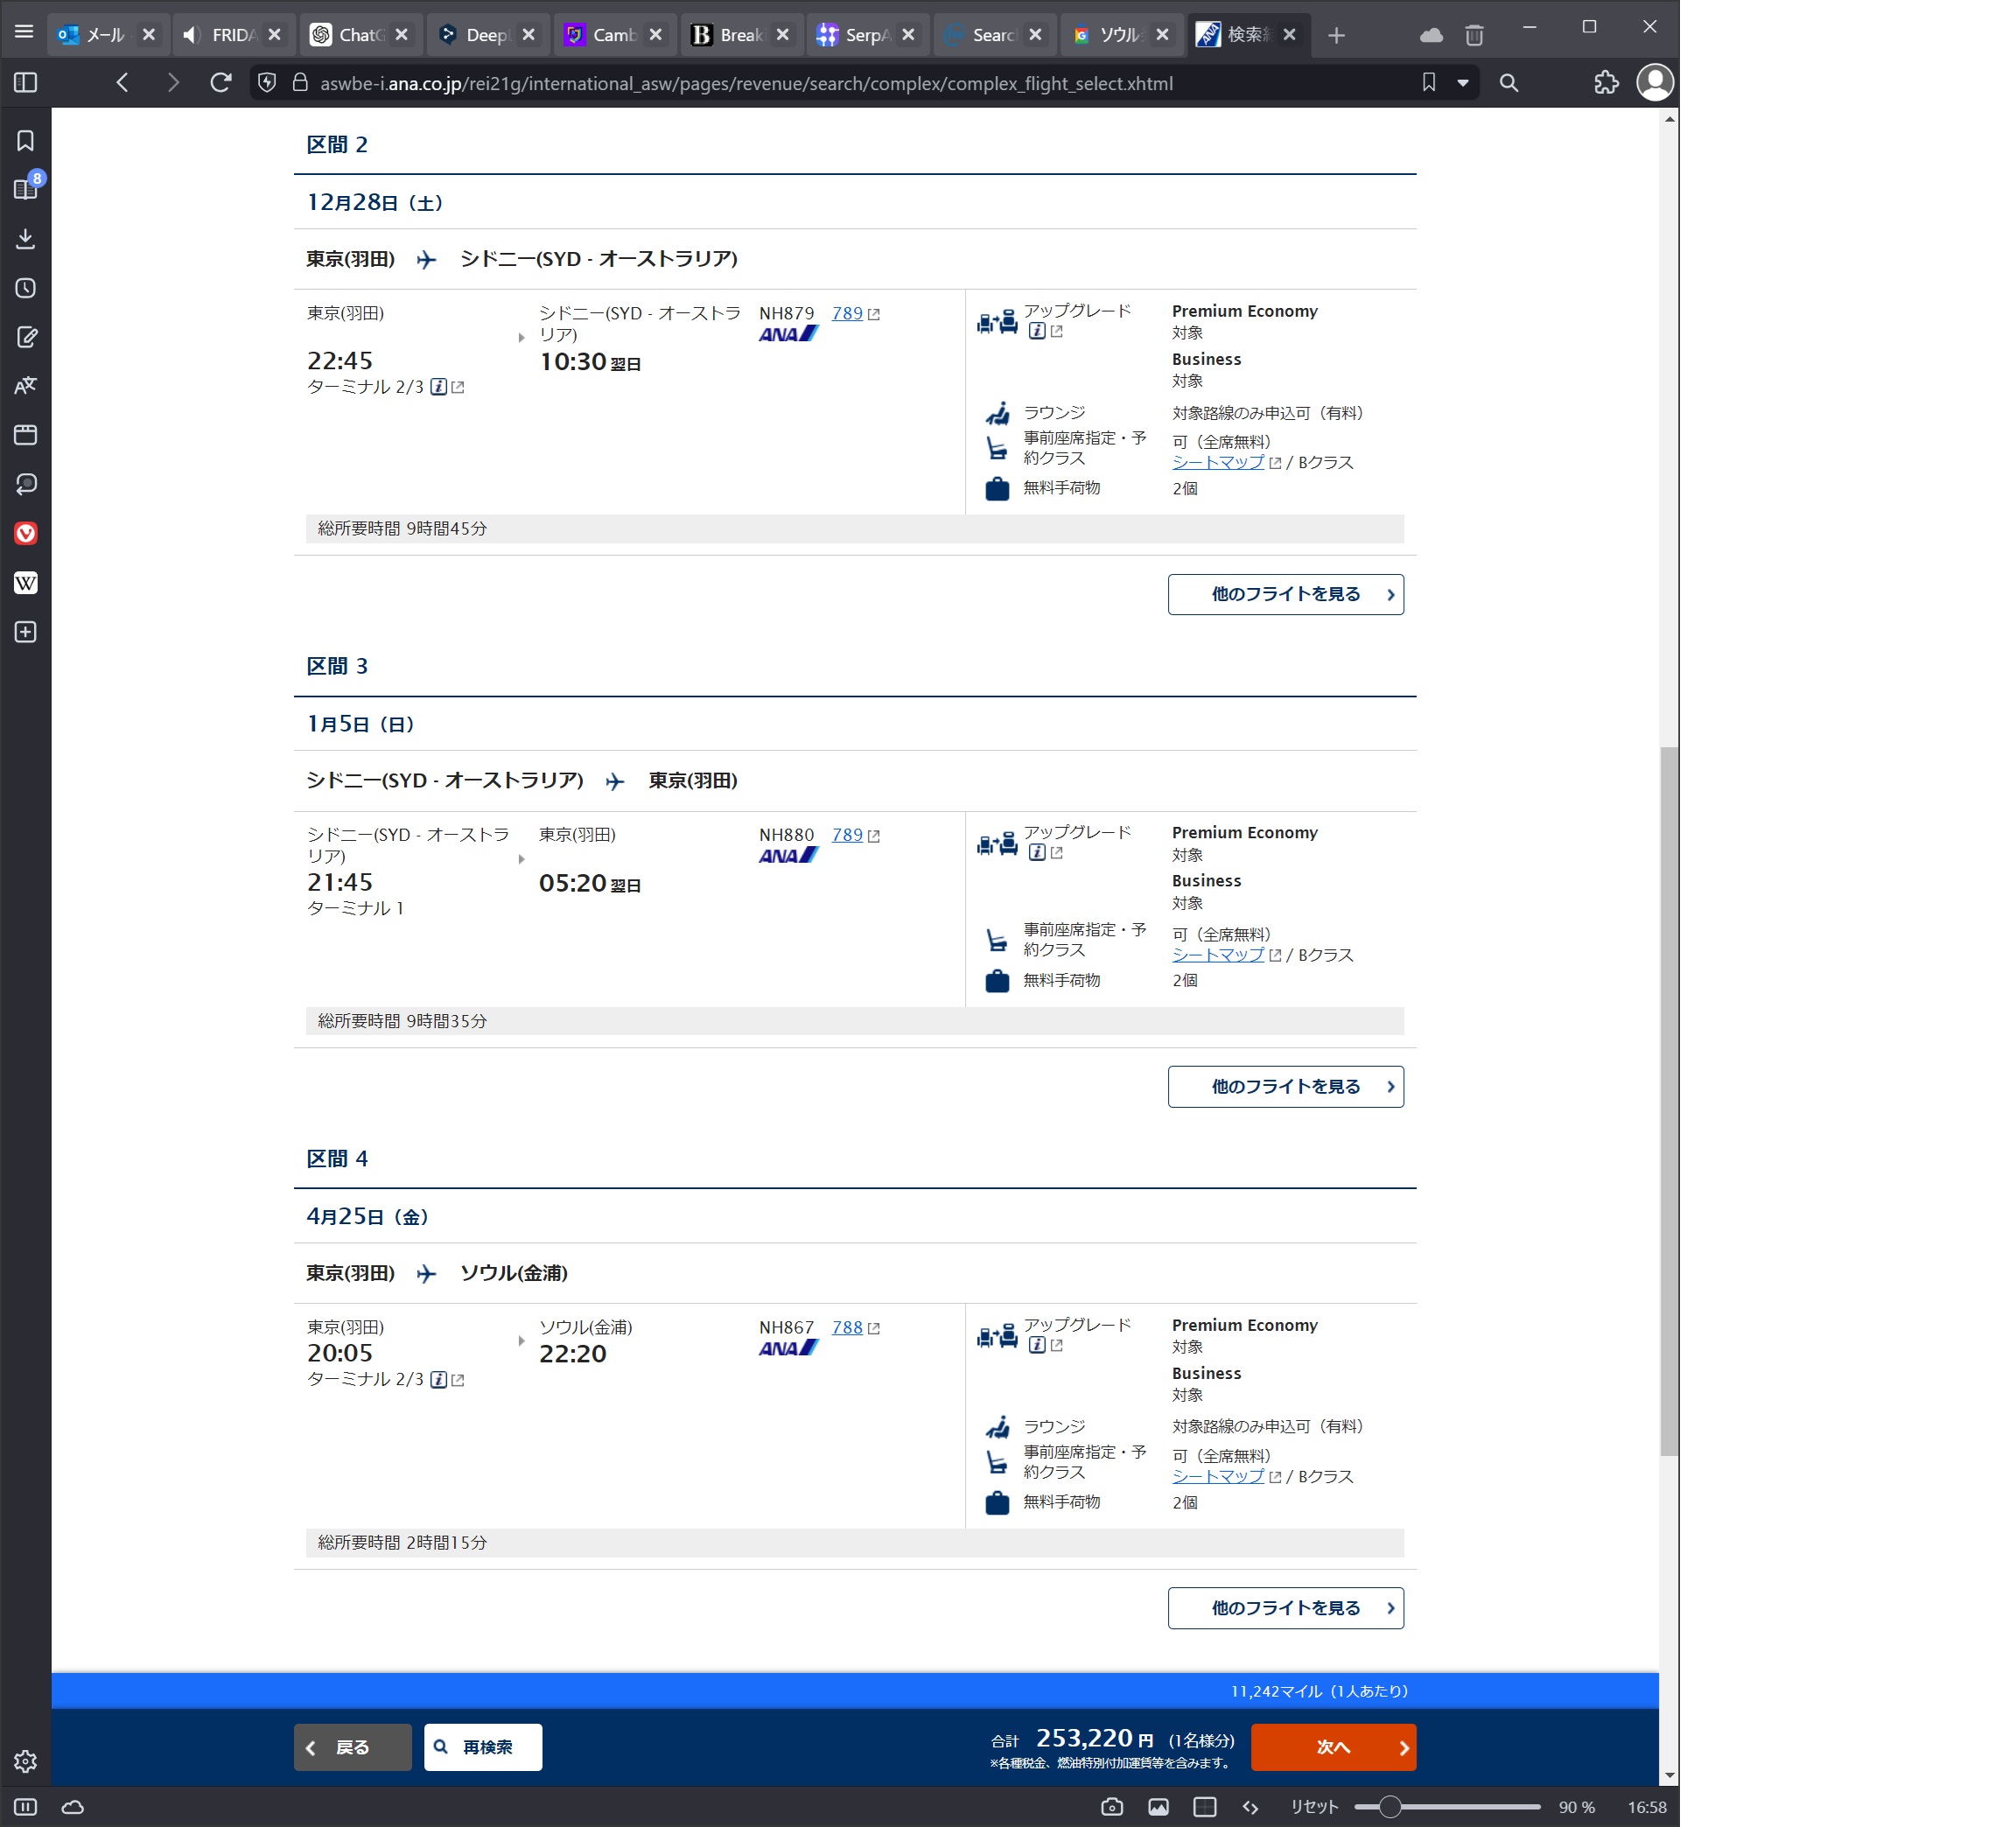 メール
FRIDA
ChatG
DeepL
Camb
Break
SerpA
Searc
ソウル
検索結
aswbe-i.ana.co.jp/rei21g/international_asw/pages/revenue/search/complex/complex_flight_select.xhtml
8
区間 2
12月28日（土）
東京(羽田) シドニー(SYD - オーストラリア)
東京(羽田)
22:45
ターミナル 2/3
シドニー(SYD - オーストラ
リア)
10:30 翌日
NH879 789
ANA
アップグレード
Premium Economy
対象
Business
対象
ラウンジ 対象路線のみ申込可（有料）
事前座席指定・予
約クラス
可（全席無料）
シートマップ / Bクラス
無料手荷物 2個
総所要時間 9時間45分
他のフライトを見る
区間 3
1月5日（日）
シドニー(SYD - オーストラリア) 東京(羽田)
シドニー(SYD - オーストラ
リア)
21:45
ターミナル 1
東京(羽田)
05:20 翌日
NH880 789
ANA
アップグレード
Premium Economy
対象
Business
対象
事前座席指定・予
約クラス
可（全席無料）
シートマップ / Bクラス
無料手荷物 2個
総所要時間 9時間35分
他のフライトを見る
区間 4
4月25日（金）
東京(羽田) ソウル(金浦)
東京(羽田)
20:05
ターミナル 2/3
ソウル(金浦)
22:20
NH867 788
ANA
アップグレード
Premium Economy
対象
Business
対象
ラウンジ 対象路線のみ申込可（有料）
事前座席指定・予
約クラス
可（全席無料）
シートマップ / Bクラス
無料手荷物 2個
総所要時間 2時間15分
他のフライトを見る
11,242マイル（1人あたり）
戻る
再検索
合計 253,220 円 （1名様分）
※各種税金、燃油特別付加運賃等を含みます。
次へ
リセット
90 %
16:58